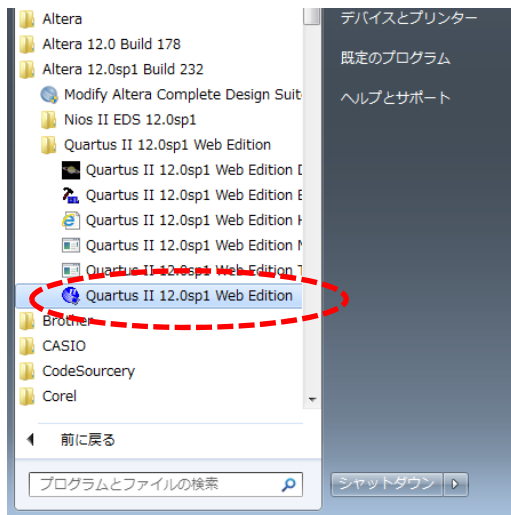 Altera
Altera 12.0 Build 178
Altera 12.0sp1 Build 232
Modify Altera Complete Design Suit
Nios II EDS 12.0sp1
Quartus II 12.0sp1 Web Edition
Quartus II 12.0sp1 Web Edition D
Quartus II 12.0sp1 Web Edition E
Quartus II 12.0sp1 Web Edition H
Quartus II 12.0sp1 Web Edition N
Quartus II 12.0sp1 Web Edition T
Quartus II 12.0sp1 Web Edition
Brother
CASIO
CodeSourcery
Corel
前に戻る
プログラムとファイルの検索
デバイスとプリンター
既定のプログラム
ヘルプとサポート
シャットダウン